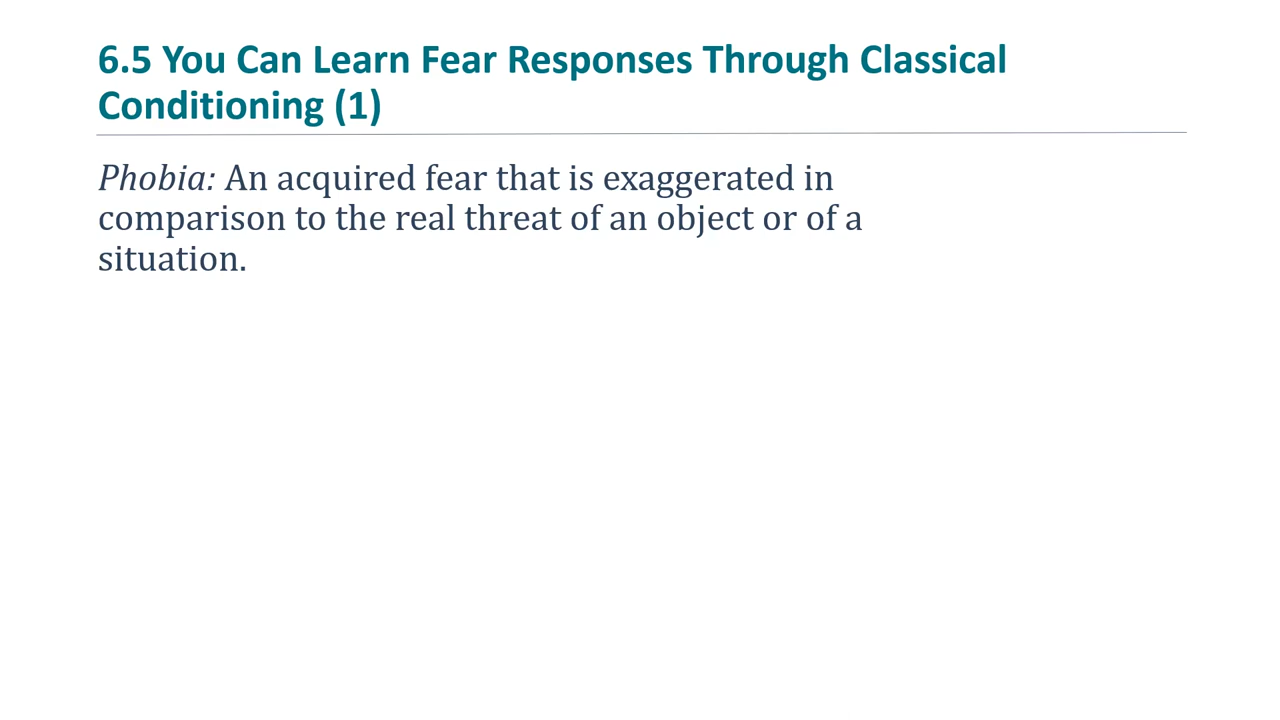 6.5 You Can Learn Fear Responses Through Classical
Conditioning (1)
Phobia: An acquired fear that is exaggerated in
comparison to the real threat of an object or of a
situation.